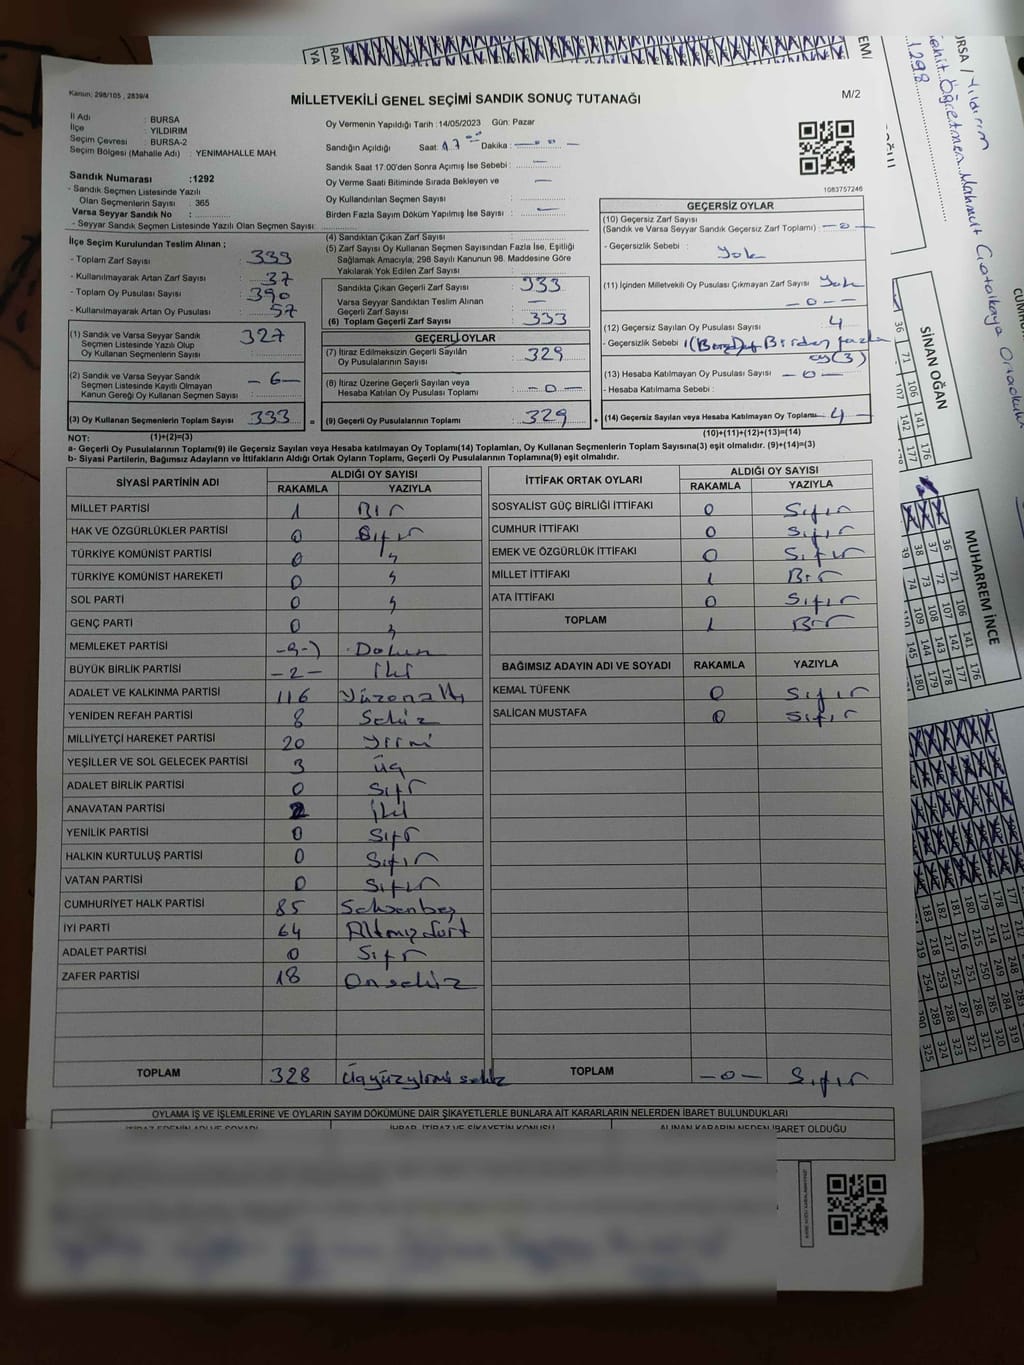 Kanun; 298/105 , 2839/4
MİLLETVEKİLİ GENEL SEÇİMİ SANDIK SONUÇ TUTANAĞI
M/2
İl Adı : BURSA
İlçe : YILDIRIM
Seçim Çevresi : BURSA-2
Seçim Bölgesi (Mahalle Adı) : YENİMAHALLE MAH.
Sandık Numarası :1292
- Sandık Seçmen Listesinde Yazılı
Olan Seçmenlerin Sayısı : 365
Varsa Seyyar Sandık No :
- Seyyar Sandık Seçmen Listesinde Yazılı Olan Seçmen Sayısı:
Oy Vermenin Yapıldığı Tarih :14/05/2023 Gün: Pazar
Sandığın Açıldığı Saat: 17 00 Dakika : — 00 —
Sandık Saat 17:00'den Sonra Açımış İse Sebebi : —
Oy Verme Saati Bitiminde Sırada Bekleyen ve —
Oy Kullandırılan Seçmen Sayısı :
Birden Fazla Sayım Döküm Yapılmış İse Sayısı : —
1083757246
İlçe Seçim Kurulundan Teslim Alınan ;
- Toplam Zarf Sayısı : 339
- Kullanılmayarak Artan Zarf Sayısı : 37
- Toplam Oy Pusulası Sayısı : 390
- Kullanılmayarak Artan Oy Pusulası : 57
(1) Sandık ve Varsa Seyyar Sandık 327
Seçmen Listesinde Yazılı Olup
Oy Kullanan Seçmenlerin Sayısı :
(2) Sandık ve Varsa Seyyar Sandık
Seçmen Listesinde Kayıtlı Olmayan - 6 -
Kanun Gereği Oy Kullanan Seçmen Sayısı :
(3) Oy Kullanan Seçmenlerin Toplam Sayısı : 333
(1)+(2)=(3)
(4) Sandıktan Çıkan Zarf Sayısı :
(5) Zarf Sayısı Oy Kullanan Seçmen Sayısından Fazla İse, Eşitliği
Sağlamak Amacıyla, 298 Sayılı Kanunun 98. Maddesine Göre
Yakılarak Yok Edilen Zarf Sayısı :
Sandıkta Çıkan Geçerli Zarf Sayısı : 333
Varsa Seyyar Sandıktan Teslim Alınan
Geçerli Zarf Sayısı : —
(6) Toplam Geçerli Zarf Sayısı : 333
GEÇERLİ OYLAR
(7) İtiraz Edilmeksizin Geçerli Sayılan
Oy Pusulalarının Sayısı : 329
(8) İtiraz Üzerine Geçerli Sayılan veya
Hesaba Katılan Oy Pusulası Toplamı : - 0 -
= (9) Geçerli Oy Pusulalarının Toplamı : 329 +
GEÇERSİZ OYLAR
(10) Geçersiz Zarf Sayısı
(Sandık ve Varsa Seyyar Sandık Geçersiz Zarf Toplamı) : - 0 -
- Geçersizlik Sebebi : Yok
(11) İçinden Milletvekili Oy Pusulası Çıkmayan Zarf Sayısı : Yok
- 0 - -
(12) Geçersiz Sayılan Oy Pusulası Sayısı : 4
- Geçersizlik Sebebi : Birden fazla
oy (3)
(13) Hesaba Katılmayan Oy Pusulası Sayısı : - 0 -
- Hesaba Katılmama Sebebi :
(14) Geçersiz Sayılan veya Hesaba Katılmayan Oy Toplamı : 4 -
(10)+(11)+(12)+(13)=(14)
NOT:
a- Geçerli Oy Pusulalarının Toplamı(9) ile Geçersiz Sayılan veya Hesaba katılmayan Oy Toplamı(14) Toplamları, Oy Kullanan Seçmenlerin Toplam Sayısına(3) eşit olmalıdır. (9)+(14)=(3)
b- Siyasi Partilerin, Bağımsız Adayların ve İttifakların Aldığı Ortak Oyların Toplamı, Geçerli Oy Pusulalarının Toplamına(9) eşit olmalıdır.
SİYASİ PARTİNİN ADI ALDIĞI OY SAYISI
RAKAMLA YAZIYLA
MİLLET PARTİSİ 1 Bir
HAK VE ÖZGÜRLÜKLER PARTİSİ 0 Sıfır
TÜRKİYE KOMÜNİST PARTİSİ 0 "
TÜRKİYE KOMÜNİST HAREKETİ 0 "
SOL PARTİ 0 "
GENÇ PARTİ 0 "
MEMLEKET PARTİSİ -9-) Dokuz
BÜYÜK BİRLİK PARTİSİ -2- İki
ADALET VE KALKINMA PARTİSİ 116 Yüzonaltı
YENİDEN REFAH PARTİSİ 8 Sekiz
MİLLİYETÇİ HAREKET PARTİSİ 20 Yirmi
YEŞİLLER VE SOL GELECEK PARTİSİ 3 Üç
ADALET BİRLİK PARTİSİ 0 Sıfır
ANAVATAN PARTİSİ 2 İki
YENİLİK PARTİSİ 0 Sıfır
HALKIN KURTULUŞ PARTİSİ 0 Sıfır
VATAN PARTİSİ 0 Sıfır
CUMHURİYET HALK PARTİSİ 85 Seksenbeş
İYİ PARTİ 64 Altmışdört
ADALET PARTİSİ 0 Sıfır
ZAFER PARTİSİ 18 Onsekiz
TOPLAM 328 Üçyüzyirmi sekiz
İTTİFAK ORTAK OYLARI ALDIĞI OY SAYISI
RAKAMLA YAZIYLA
SOSYALİST GÜÇ BİRLİĞİ İTTİFAKI 0 Sıfır
CUMHUR İTTİFAKI 0 Sıfır
EMEK VE ÖZGÜRLÜK İTTİFAKI 0 Sıfır
MİLLET İTTİFAKI 1 Bir
ATA İTTİFAKI 0 Sıfır
TOPLAM 1 Bir
BAĞIMSIZ ADAYIN ADI VE SOYADI RAKAMLA YAZIYLA
KEMAL TÜFENK 0 Sıfır
SALİCAN MUSTAFA 0 Sıfır
TOPLAM - 0 - Sıfır
OYLAMA İŞ VE İŞLEMLERİNE VE OYLARIN SAYIM DÖKÜMÜNE DAİR ŞİKAYETLERLE BUNLARA AİT KARARLARIN NELERDEN İBARET BULUNDUKLARI
İTİRAZ EDENİN ADI VE SOYADI İHBAR, İTİRAZ VE ŞİKAYETİN KONUSU ALINAN KARARIN NEDEN İBARET OLDUĞU
SİNAN OĞAN
MUHARREM İNCE
URSA / Yıldırım
1298